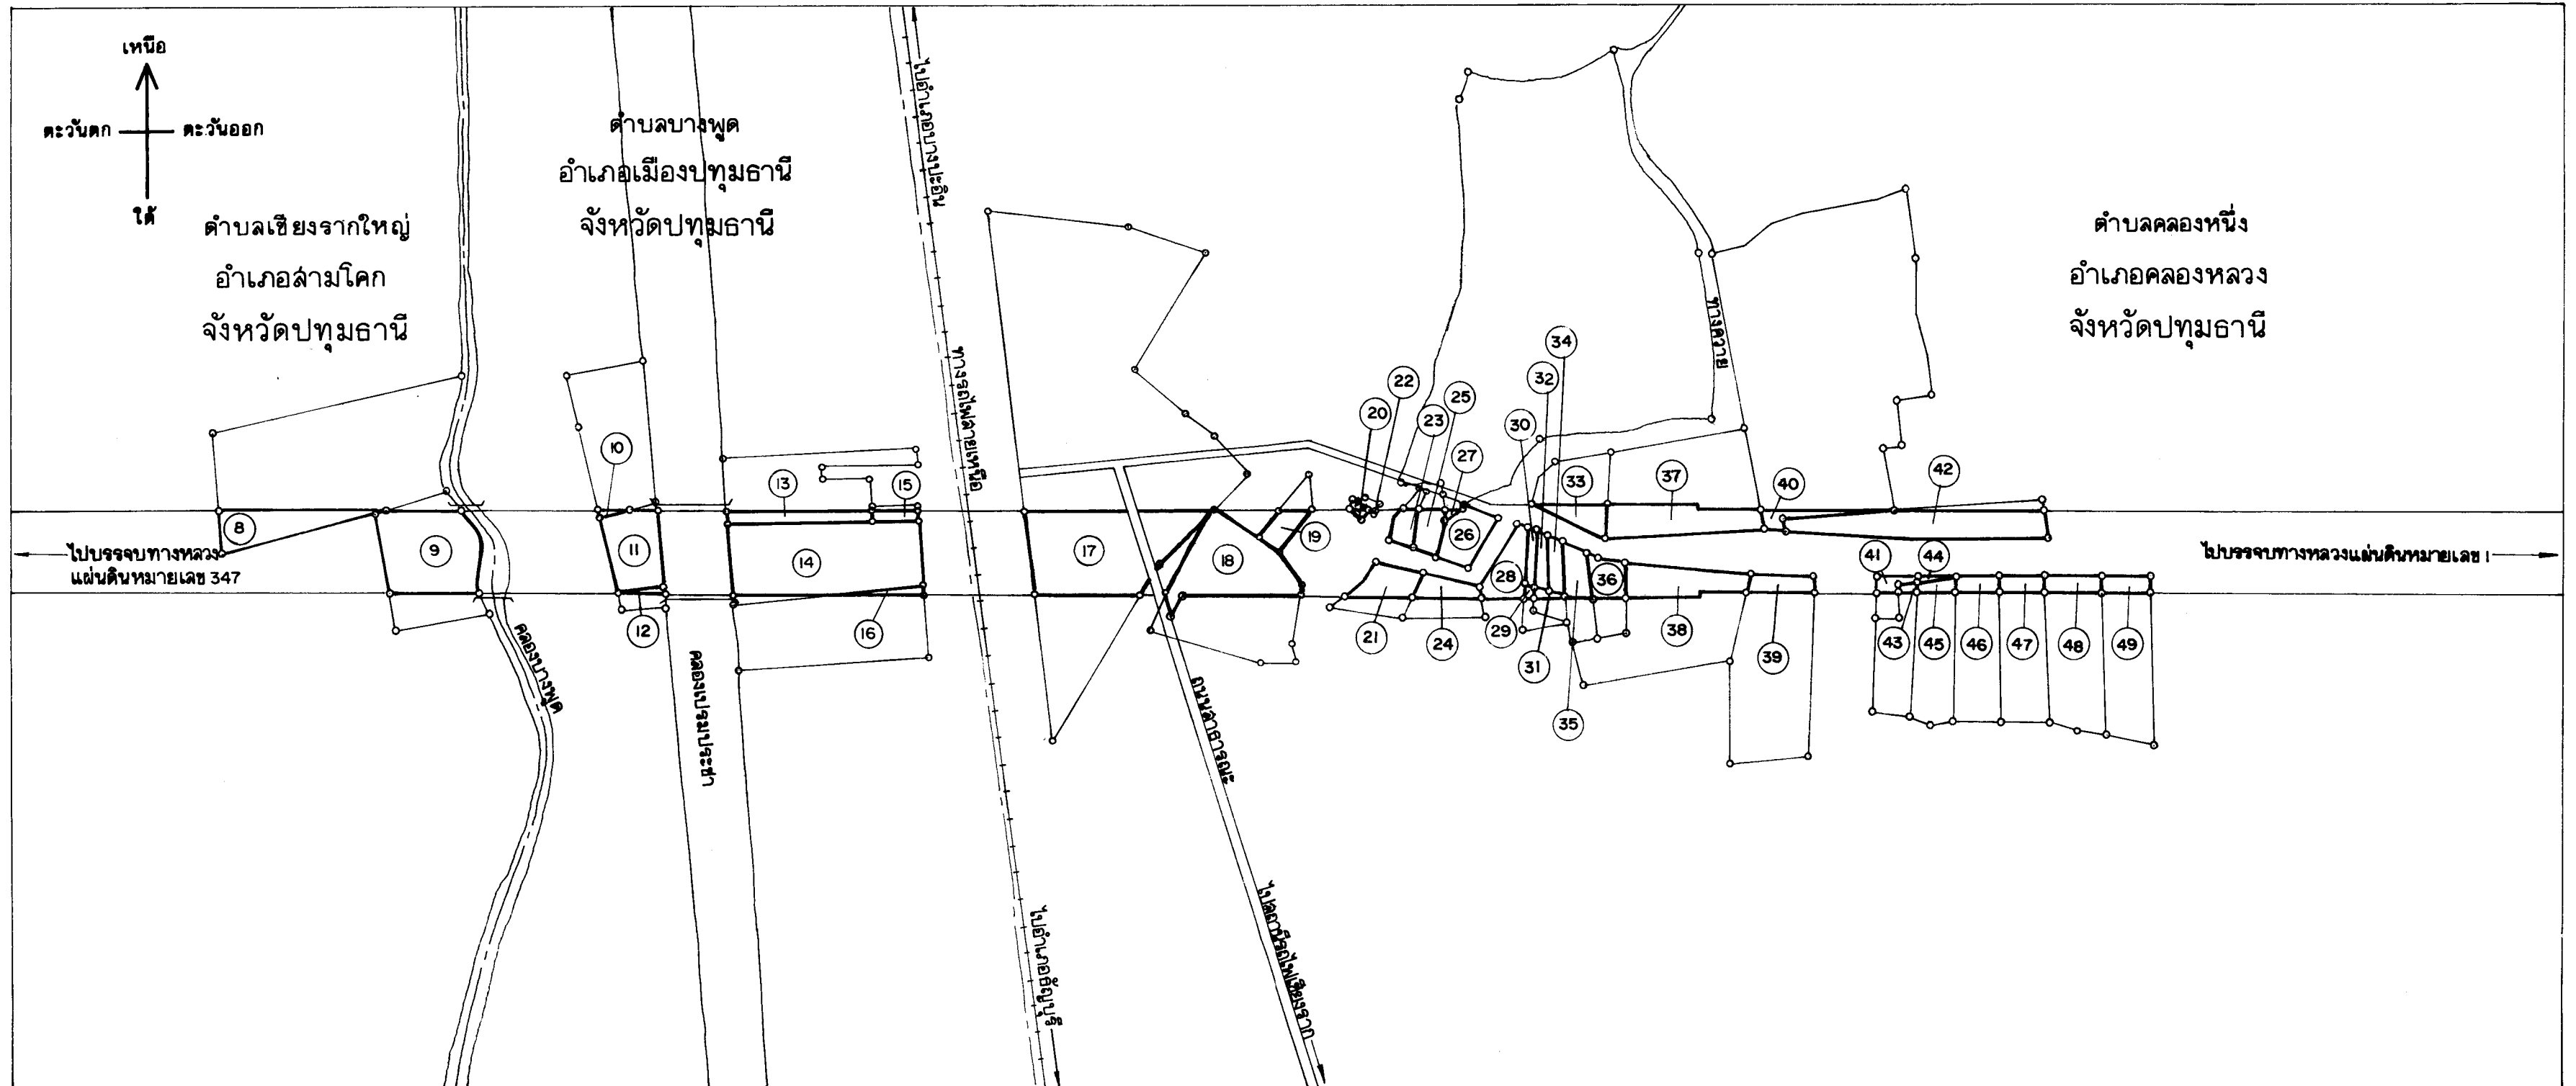 เหนือ
ตะวันตก
ตะวันออก
ใต้
ตำบลเชียงรากใหญ่
อำเภอสามโคก
จังหวัดปทุมธานี
ตำบลบางพูด
อำเภอเมืองปทุมธานี
จังหวัดปทุมธานี
ตำบลคลองหนึ่ง
อำเภอคลองหลวง
จังหวัดปทุมธานี
ไปอำเภอบางปะอิน
ทางรถไฟสายเหนือ
ทางควาย
34
32
22
25
20
23
30
27
10
13
15
33
37
40
42
8
9
11
14
17
18
19
26
28
36
41
44
ไปบรรจบทางหลวง
แผ่นดินหมายเลข 347
ไปบรรจบทางหลวงแผ่นดินหมายเลข 1
12
16
21
24
29
31
35
38
39
43
45
46
47
48
49
คลองบางพูด
คลองเปรมประชา
ถนนสาธารณะ
ไปอำเภอธัญบุรี
ไปสถานีรถไฟเชียงราก